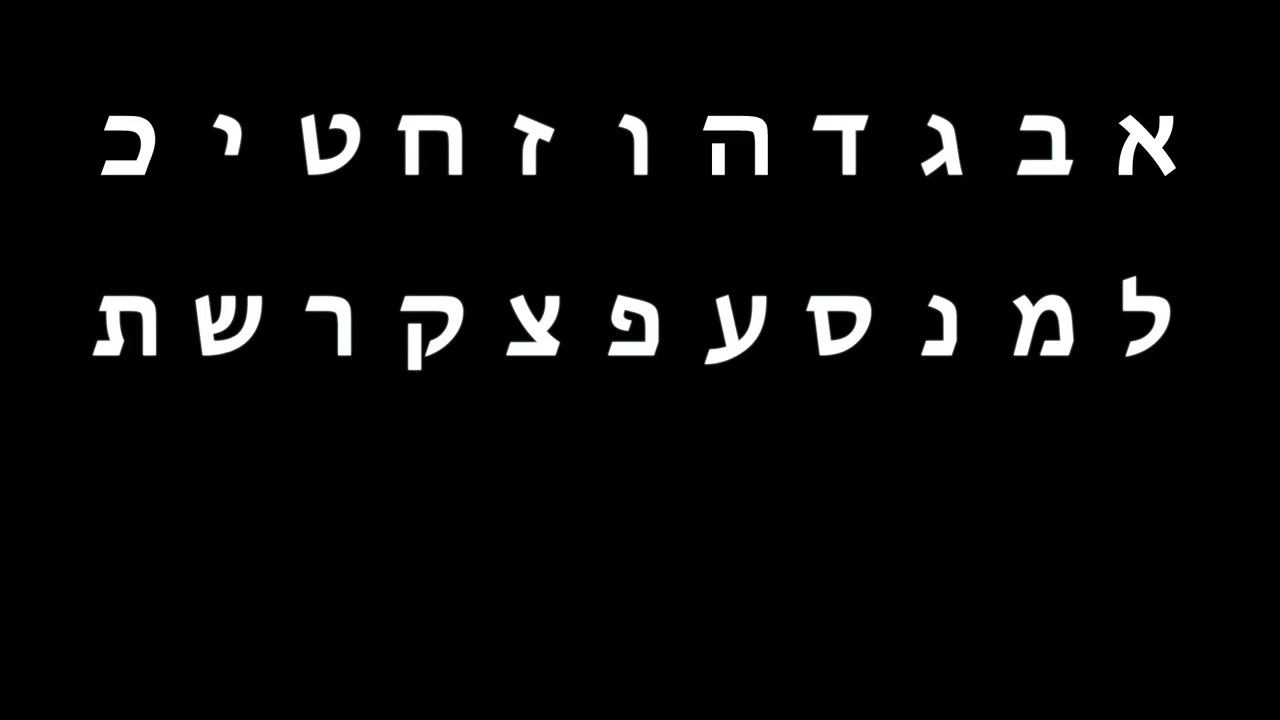 א ב ג ד ה ו ז ח ט י כ
ל מ נ ס ע פ צ ק ר ש ת